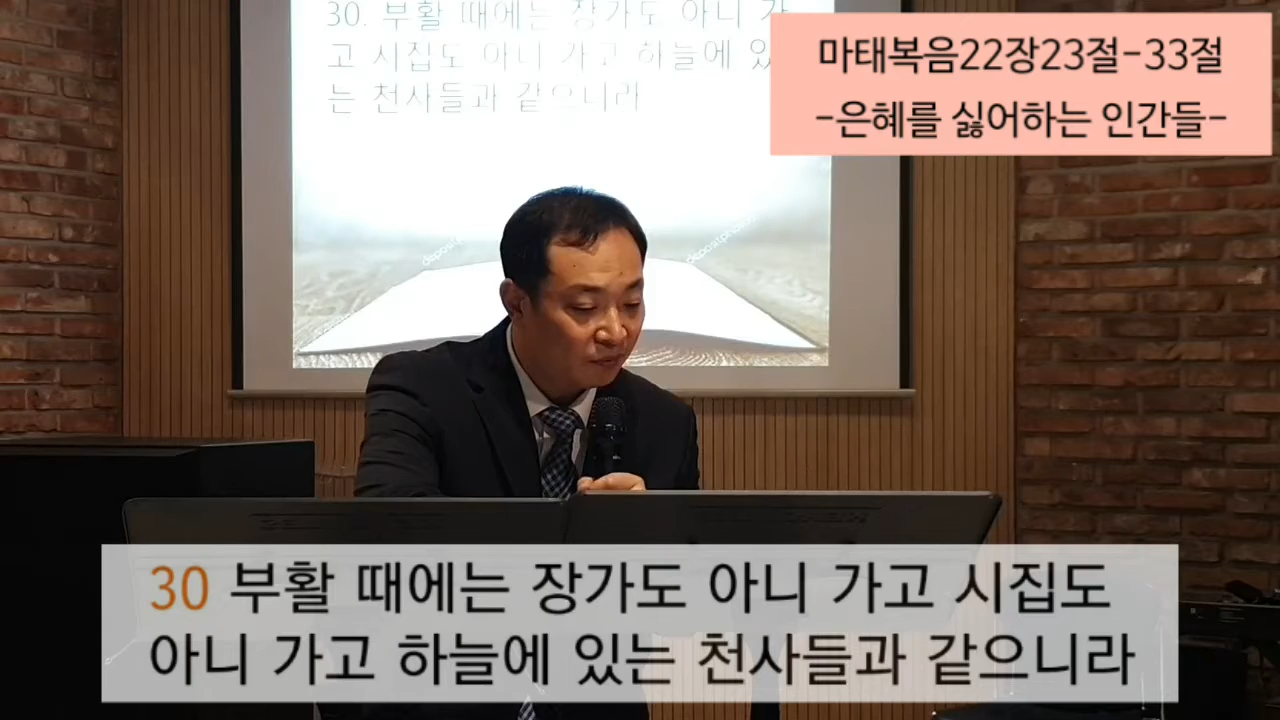 30. 부활 때에는 장가도 아니 가
고 시집도 아니 가고 하늘에 있
는 천사들과 같으니라
마태복음22장23절-33절
-은혜를 싫어하는 인간들-
30 부활 때에는 장가도 아니 가고 시집도
아니 가고 하늘에 있는 천사들과 같으니라